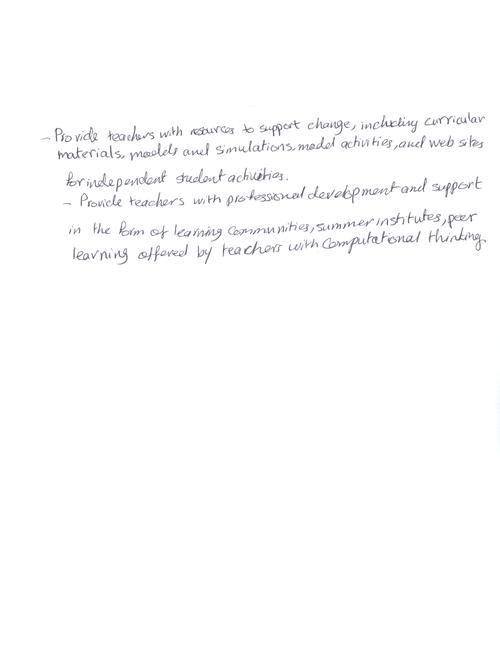 - Provide teachers with resources to support change, including curricular
materials, models and simulations, model activities, and web sites
for independent student activities.
- Provide teachers with professional development and support
in the form of learning communities, summer institutes, peer
learning offered by teachers with computational thinking.